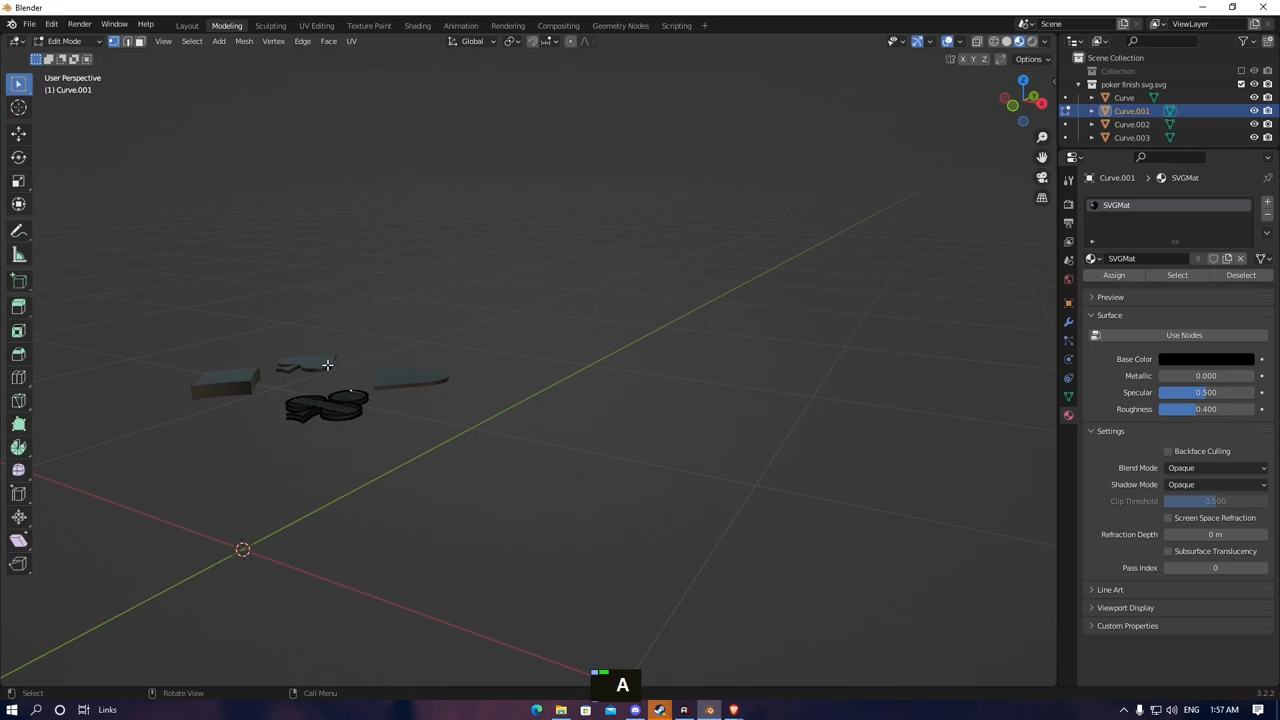 Blender
File Edit Render Window Help Layout Modeling Sculpting UV Editing Texture Paint Shading Animation Rendering Compositing Geometry Nodes Scripting + Scene ViewLayer
Edit Mode View Select Add Mesh Vertex Edge Face UV Global
X Y Z Options
User Perspective
(1) Curve.001
Z
Y
X
Scene Collection
Collection
poker finish svg.svg
Curve
Curve.001
Curve.002
Curve.003
Curve.001 > SVGMat
SVGMat
SVGMat 8
Assign Select Deselect
Preview
Surface
Use Nodes
Base Color
Metallic 0.000
Specular 0.500
Roughness 0.400
Settings
Backface Culling
Blend Mode Opaque
Shadow Mode Opaque
Clip Threshold 0.500
Screen Space Refraction
Refraction Depth 0 m
Subsurface Translucency
Pass Index 0
Line Art
Viewport Display
Custom Properties
A
Select Rotate View Call Menu 3.2.2
Links 1:57 AM